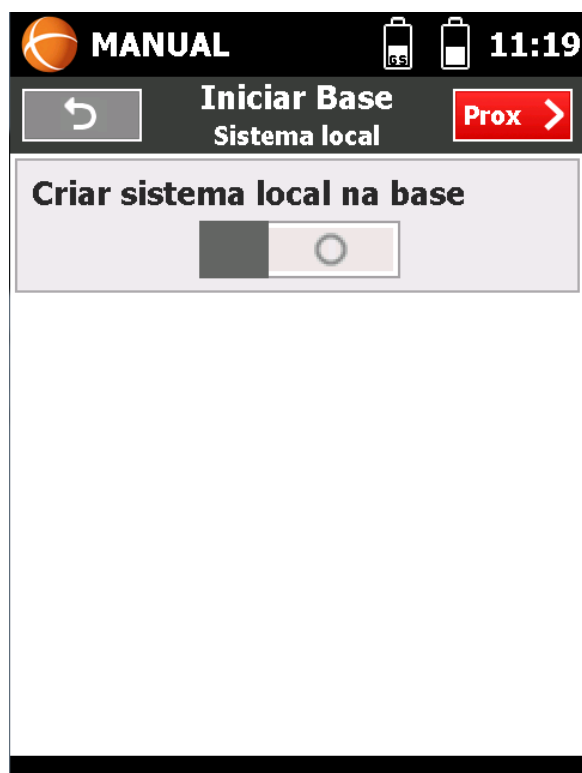 MANUAL
GS
11:19
Iniciar Base
Sistema local
Prox
Criar sistema local na base